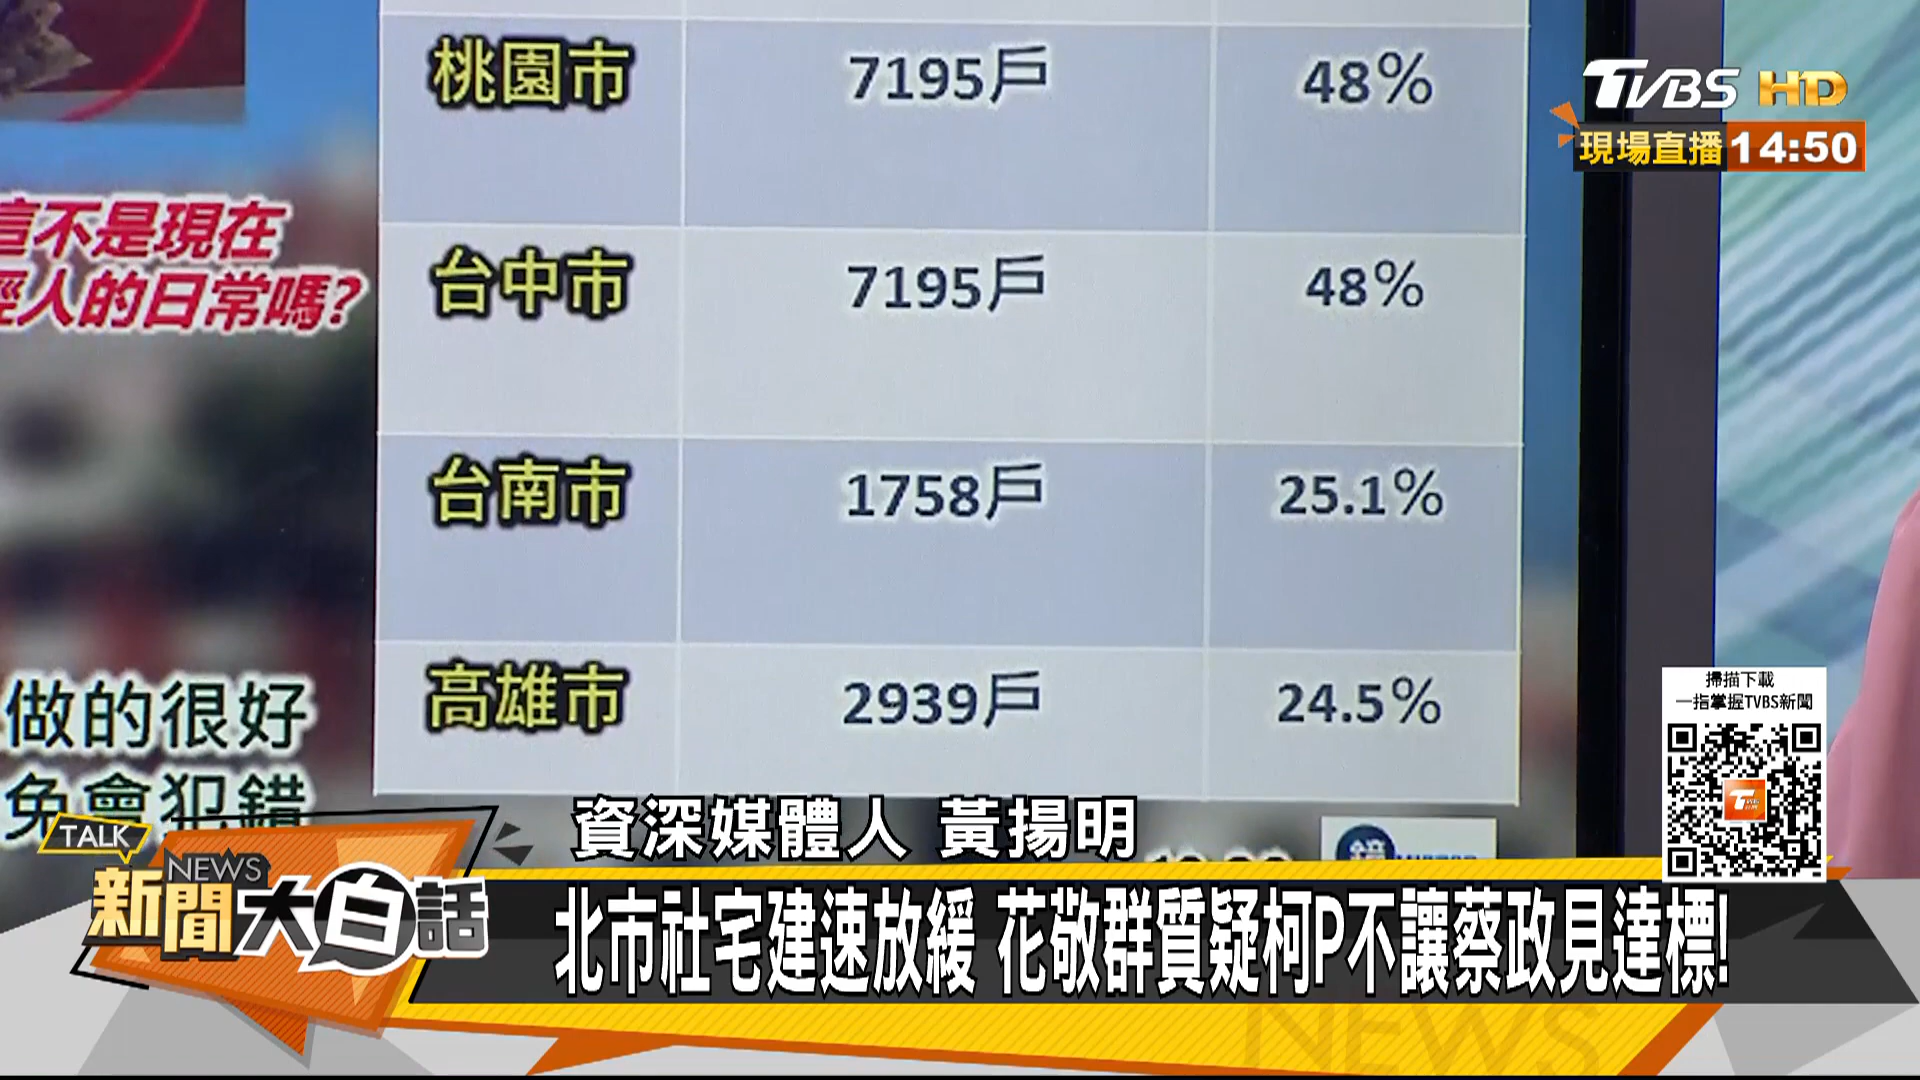 桃園市 7195戶 48%
台中市 7195戶 48%
台南市 1758戶 25.1%
高雄市 2939戶 24.5%
這不是現在
輕人的日常嗎?
做的很好
免會犯錯
TVBS HD
現場直播 14:50
掃描下載
一指掌握TVBS新聞
資深媒體人 黃揚明
TALK
NEWS
新聞大白話
北市社宅建速放緩 花敬群質疑柯P不讓蔡政見達標!
NEWS